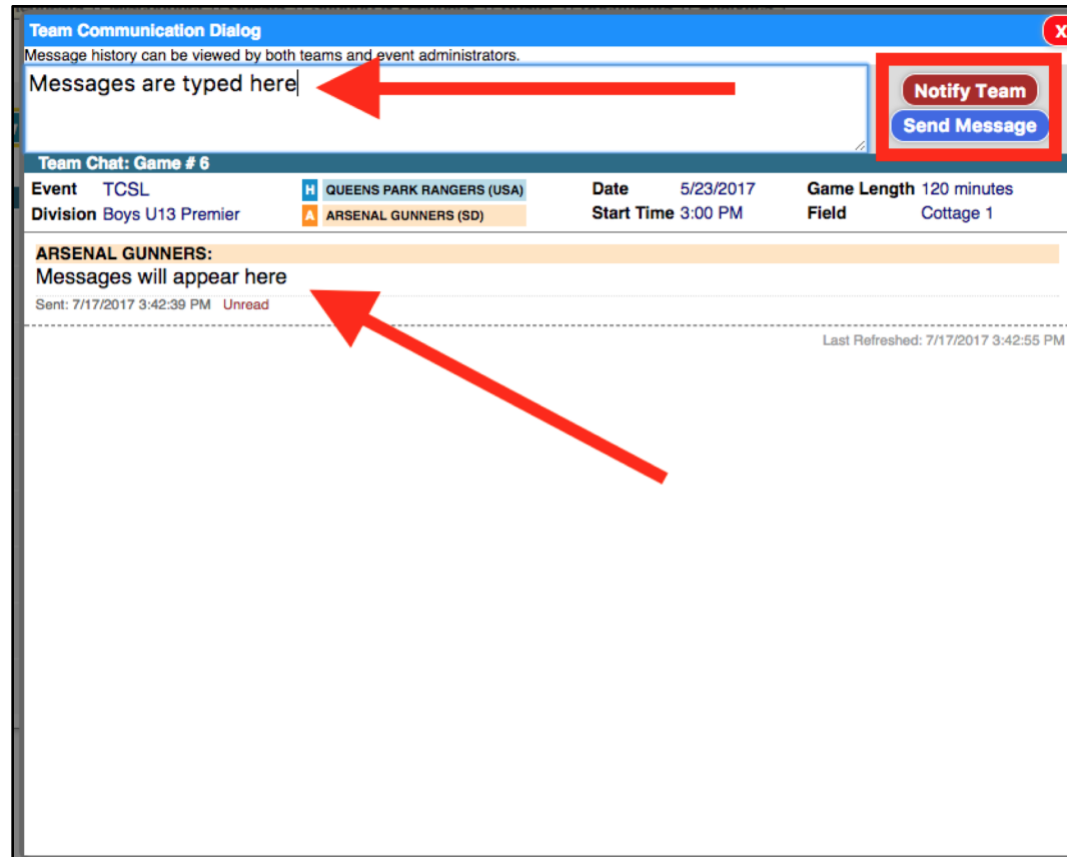 Team Communication Dialog X
Message history can be viewed by both teams and event administrators.
Messages are typed here
Notify Team
Send Message
Team Chat: Game # 6
Event TCSL H QUEENS PARK RANGERS (USA) Date 5/23/2017 Game Length 120 minutes
Division Boys U13 Premier A ARSENAL GUNNERS (SD) Start Time 3:00 PM Field Cottage 1
ARSENAL GUNNERS:
Messages will appear here
Sent: 7/17/2017 3:42:39 PM Unread
Last Refreshed: 7/17/2017 3:42:55 PM